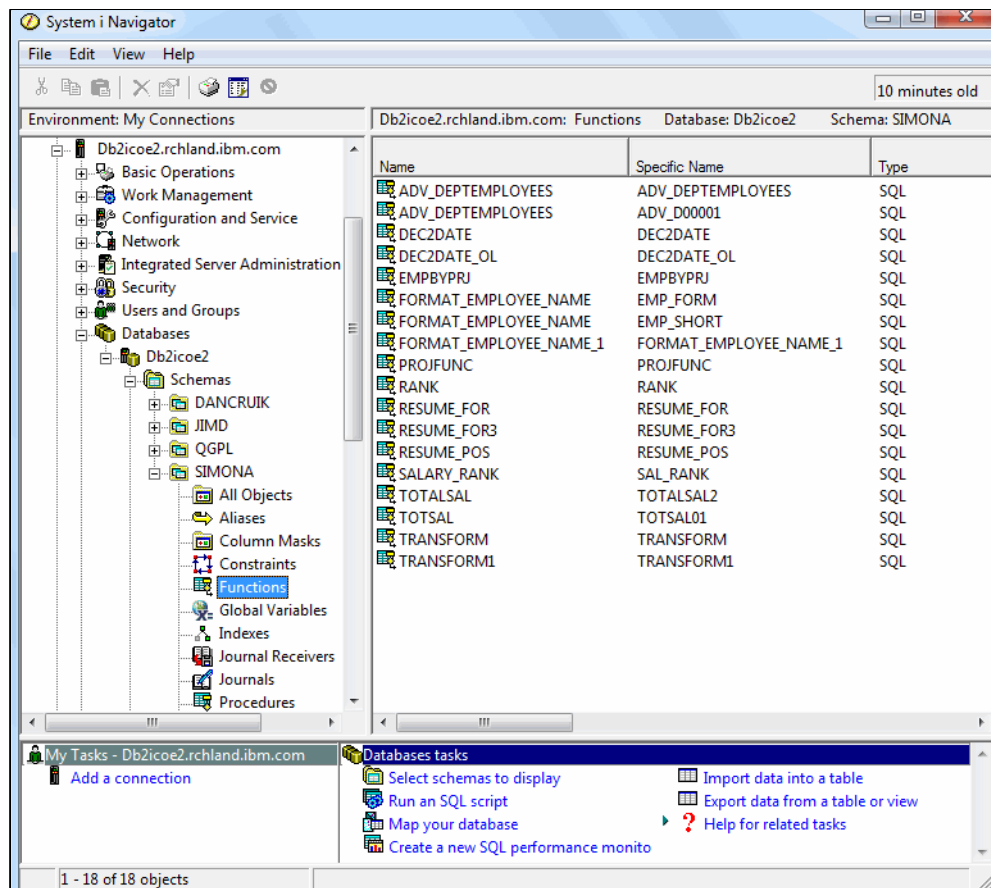 System i Navigator
File Edit View Help
10 minutes old
Environment: My Connections
Db2icoe2.rchland.ibm.com: Functions Database: Db2icoe2 Schema: SIMONA
Db2icoe2.rchland.ibm.com
Basic Operations
Work Management
Configuration and Service
Network
Integrated Server Administration
Security
Users and Groups
Databases
Db2icoe2
Schemas
DANCRUIK
JIMD
QGPL
SIMONA
All Objects
Aliases
Column Masks
Constraints
Functions
Global Variables
Indexes
Journal Receivers
Journals
Procedures
Name Specific Name Type
ADV_DEPTEMPLOYEES ADV_DEPTEMPLOYEES SQL
ADV_DEPTEMPLOYEES ADV_D00001 SQL
DEC2DATE DEC2DATE SQL
DEC2DATE_OL DEC2DATE_OL SQL
EMPBYPRJ EMPBYPRJ SQL
FORMAT_EMPLOYEE_NAME EMP_FORM SQL
FORMAT_EMPLOYEE_NAME EMP_SHORT SQL
FORMAT_EMPLOYEE_NAME_1 FORMAT_EMPLOYEE_NAME_1 SQL
PROJFUNC PROJFUNC SQL
RANK RANK SQL
RESUME_FOR RESUME_FOR SQL
RESUME_FOR3 RESUME_FOR3 SQL
RESUME_POS RESUME_POS SQL
SALARY_RANK SAL_RANK SQL
TOTALSAL TOTALSAL2 SQL
TOTSAL TOTSAL01 SQL
TRANSFORM TRANSFORM SQL
TRANSFORM1 TRANSFORM1 SQL
My Tasks - Db2icoe2.rchland.ibm.com
Add a connection
Databases tasks
Select schemas to display
Run an SQL script
Map your database
Create a new SQL performance monito
Import data into a table
Export data from a table or view
Help for related tasks
1 - 18 of 18 objects